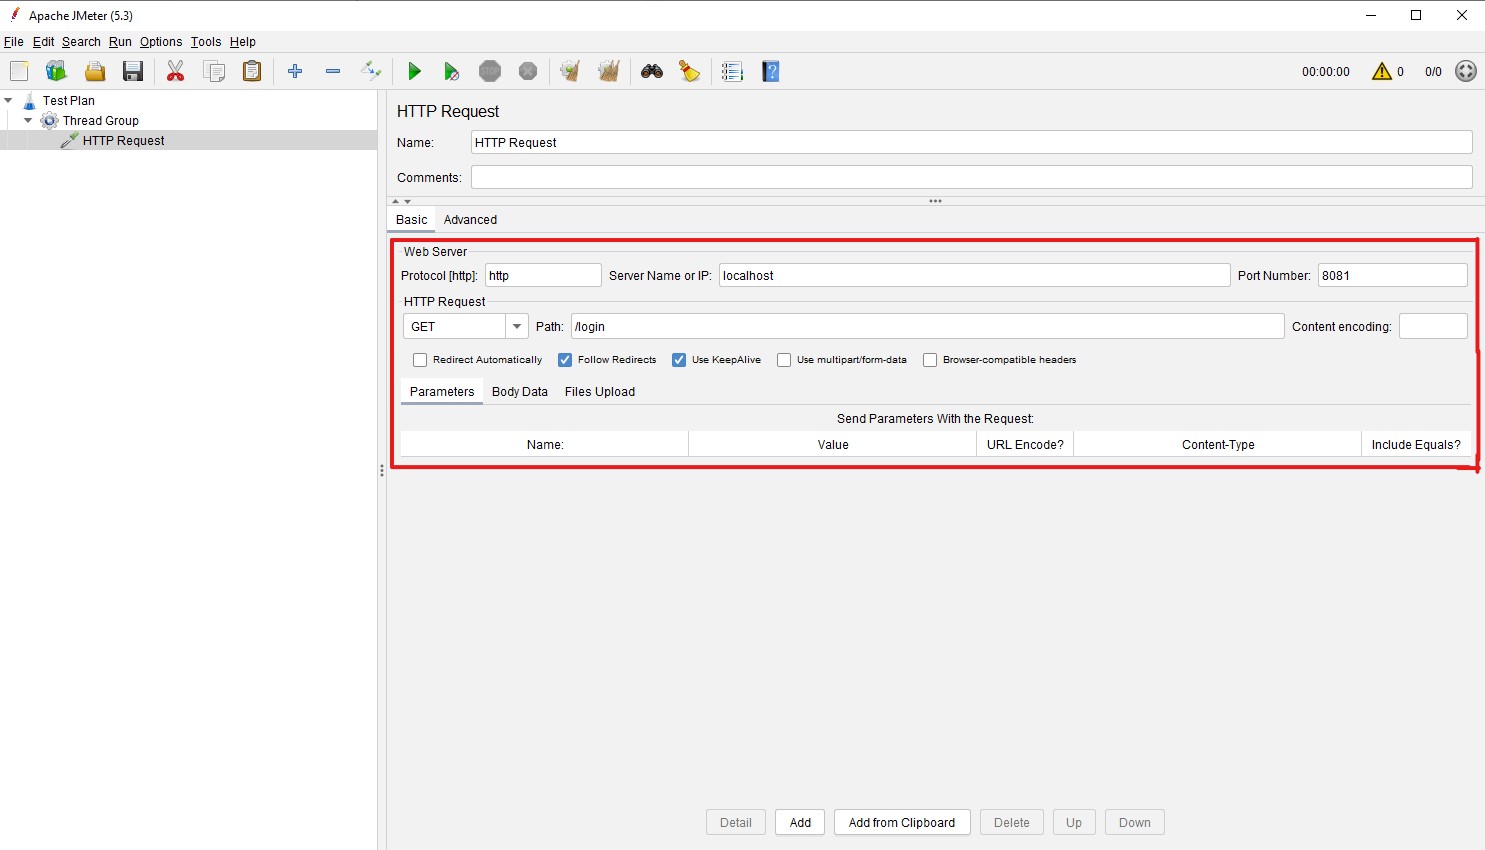 Apache JMeter (5.3)
File Edit Search Run Options Tools Help
STOP
00:00:00 0 0/0
Test Plan
Thread Group
HTTP Request
HTTP Request
Name: HTTP Request
Comments:
Basic Advanced
Web Server
Protocol [http]: http Server Name or IP: localhost Port Number: 8081
HTTP Request
GET Path: /login Content encoding:
Redirect Automatically Follow Redirects Use KeepAlive Use multipart/form-data Browser-compatible headers
Parameters Body Data Files Upload
Send Parameters With the Request:
Name: Value URL Encode? Content-Type Include Equals?
Detail Add Add from Clipboard Delete Up Down